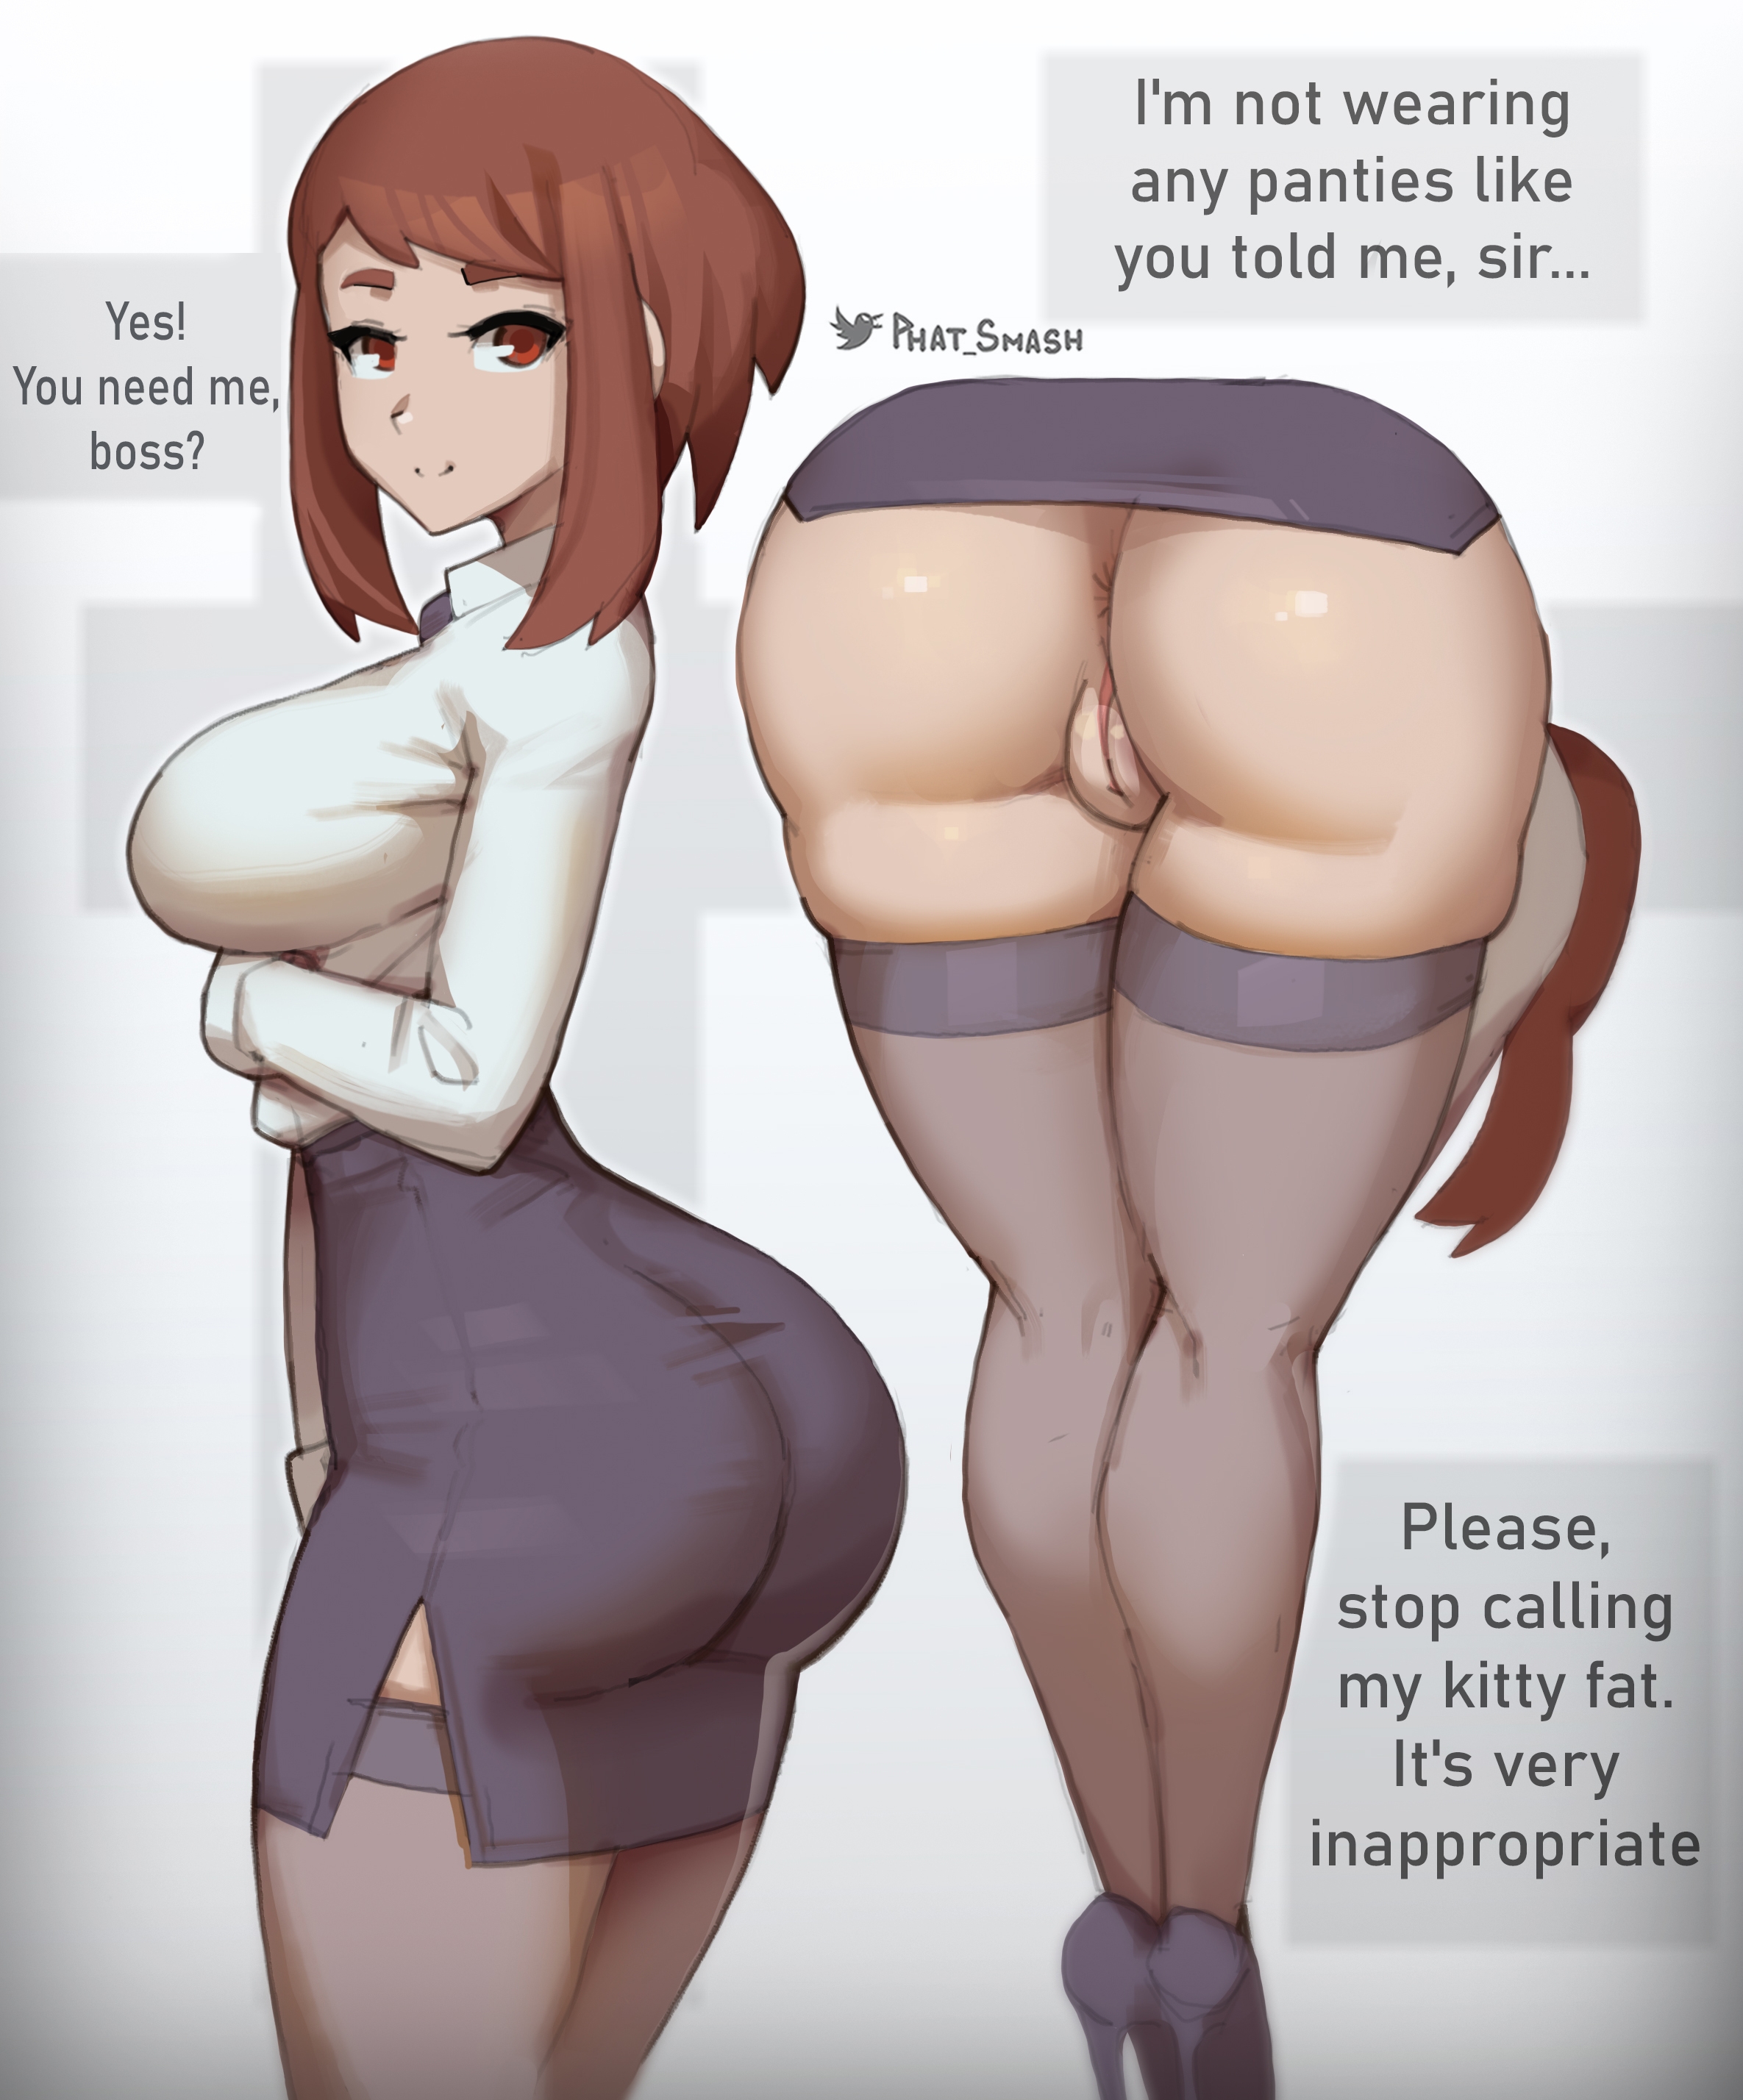 Yes!
You need me,
boss?
I'm not wearing
any panties like
you told me, sir...
PHAT_SMASH
Please,
stop calling
my kitty fat.
It's very
inappropriate